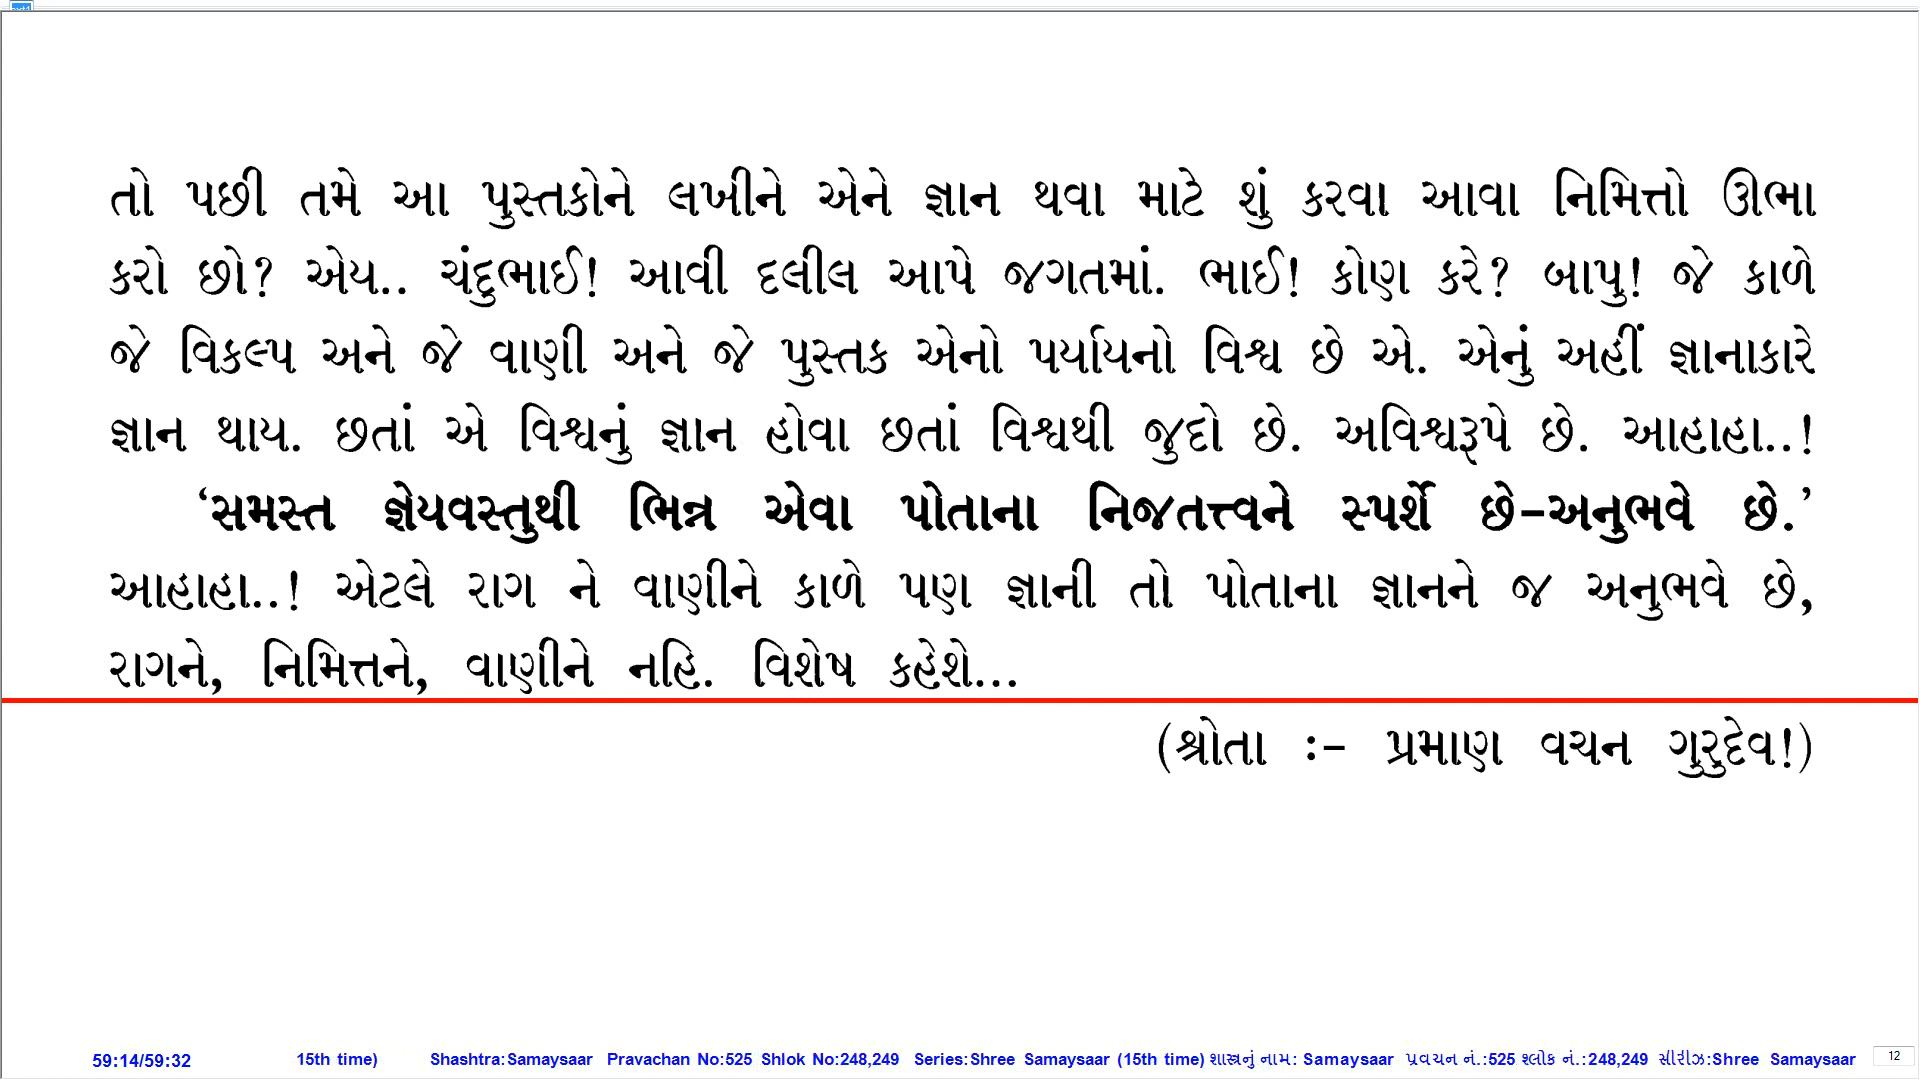 તો પછી તમે આ પુસ્તકોને લખીને એને જ્ઞાન થવા માટે શું કરવા આવા નિમિત્તો ઊભા
કરો છો? એય.. ચંદુભાઈ! આવી દલીલ આપે જગતમાં. ભાઈ! કોણ કરે? બાપુ! જે કાળે
જે વિકલ્પ અને જે વાણી અને જે પુસ્તક એનો પર્યાયનો વિશ્વ છે એ. એનું અહીં જ્ઞાનાકારે
જ્ઞાન થાય. છતાં એ વિશ્વનું જ્ઞાન હોવા છતાં વિશ્વથી જુદો છે. અવિશ્વરૂપે છે. આહાહા..!
‘સમસ્ત જ્ઞેયવસ્તુથી ભિન્ન એવા પોતાના નિજતત્ત્વને સ્પર્શે છે-અનુભવે છે.’
આહાહા..! એટલે રાગ ને વાણીને કાળે પણ જ્ઞાની તો પોતાના જ્ઞાનને જ અનુભવે છે,
રાગને, નિમિત્તને, વાણીને નહિ. વિશેષ કહેશે...
(શ્રોતા :- પ્રમાણ વચન ગુરુદેવ!)
59:14/59:32 15th time) Shashtra:Samaysaar Pravachan No:525 Shlok No:248,249 Series:Shree Samaysaar (15th time) શાસ્ત્રનું નામ: Samaysaar પ્રવચન નં.:525 શ્લોક નં.:248,249 સીરીઝ:Shree Samaysaar 12